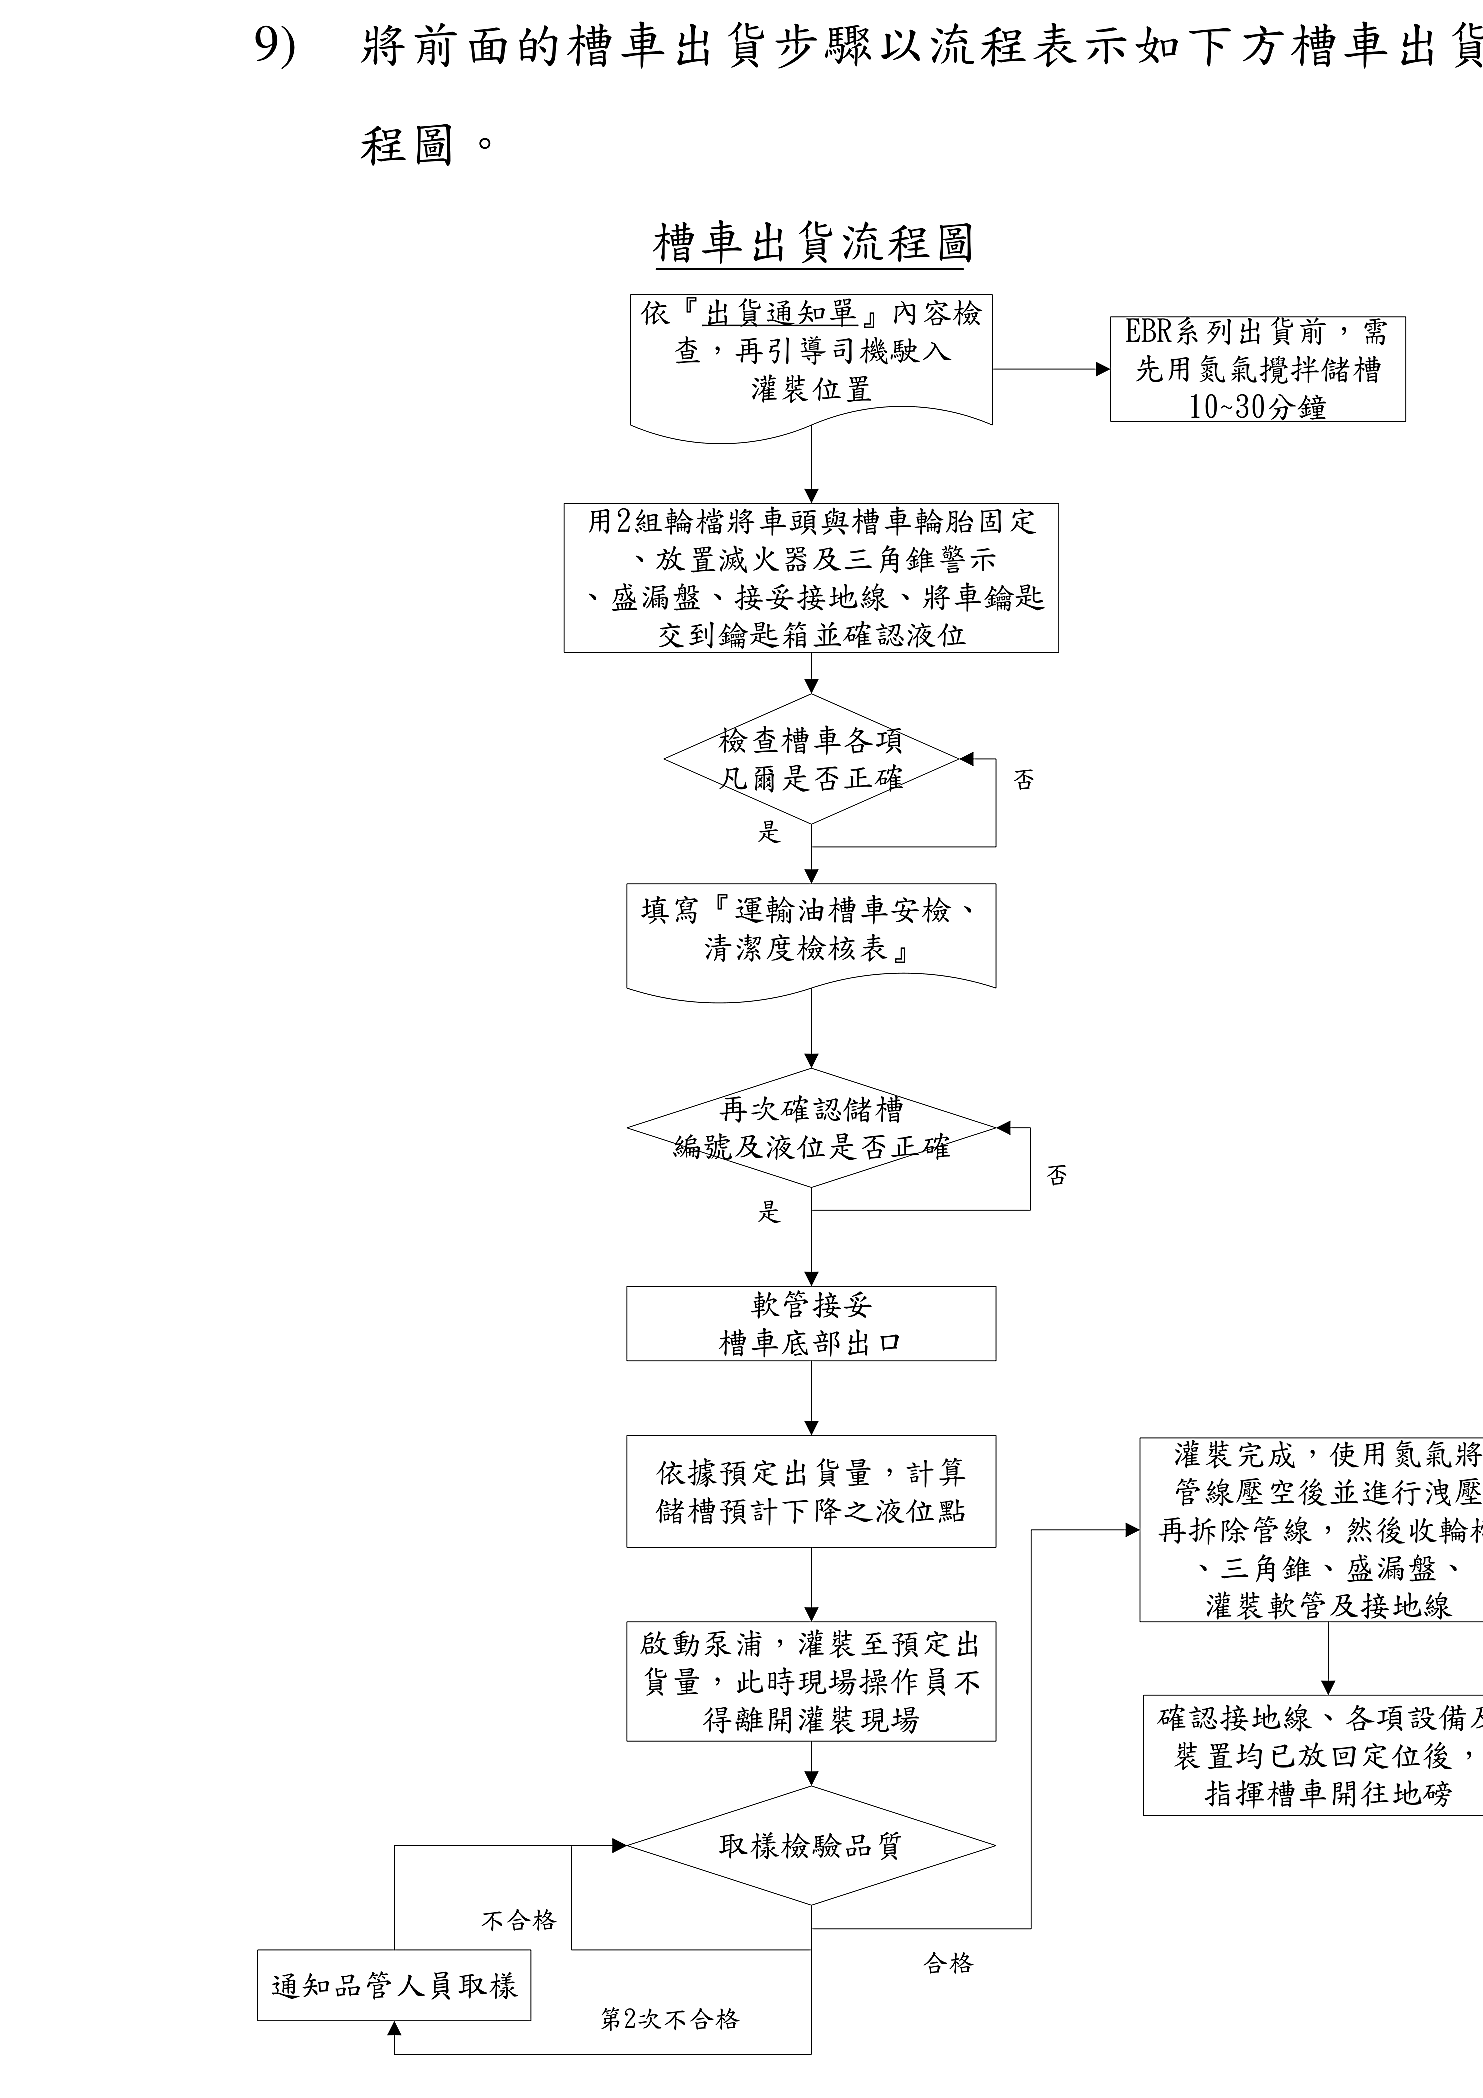 9) 將前面的槽車出貨步驟以流程表示如下方槽車出貨
程圖。
槽車出貨流程圖
依『出貨通知單』內容檢
查，再引導司機駛入
灌裝位置
EBR系列出貨前，需
先用氮氣攪拌儲槽
10~30分鐘
用2組輪檔將車頭與槽車輪胎固定
、放置滅火器及三角錐警示
、盛漏盤、接妥接地線、將車鑰匙
交到鑰匙箱並確認液位
檢查槽車各項
凡爾是否正確
否
是
填寫『運輸油槽車安檢、
清潔度檢核表』
再次確認儲槽
編號及液位是否正確
否
是
軟管接妥
槽車底部出口
依據預定出貨量，計算
儲槽預計下降之液位點
啟動泵浦，灌裝至預定出
貨量，此時現場操作員不
得離開灌裝現場
取樣檢驗品質
不合格
合格
通知品管人員取樣
第2次不合格
灌裝完成，使用氮氣將
管線壓空後並進行洩壓
再拆除管線，然後收輪
、三角錐、盛漏盤、
灌裝軟管及接地線
確認接地線、各項設備及
裝置均已放回定位後，
指揮槽車開往地磅